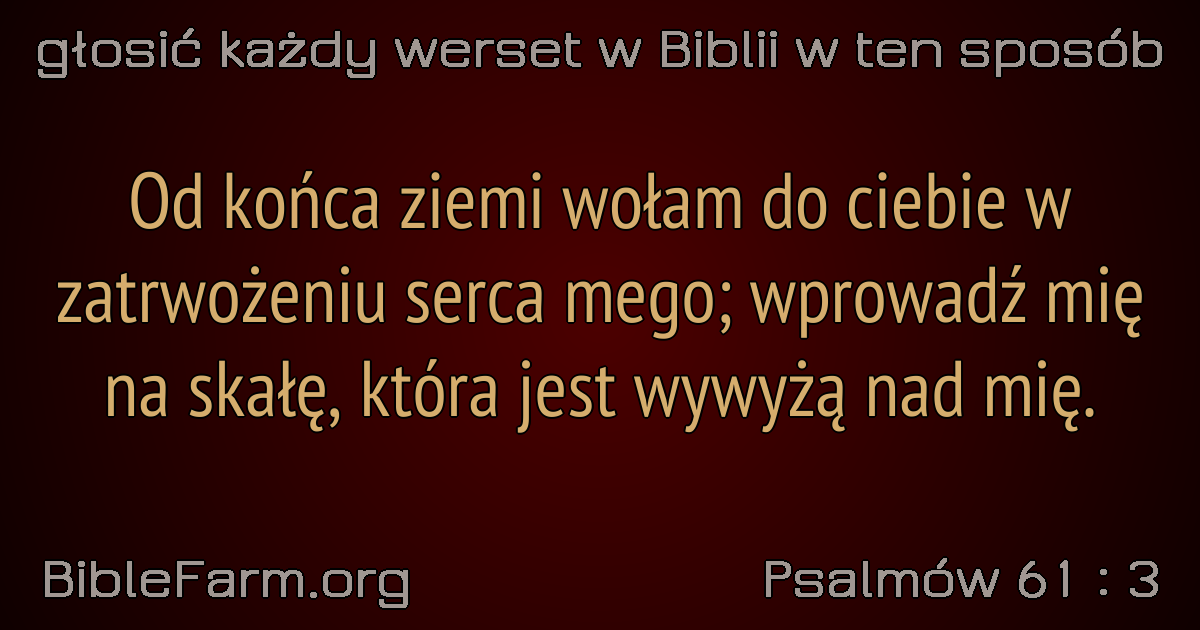 głosić każdy werset w Biblii w ten sposób
Od końca ziemi wołam do ciebie w
zatrwożeniu serca mego; wprowadź mię
na skałę, która jest wywyżą nad mię.
BibleFarm.org
Psalmów 61 : 3